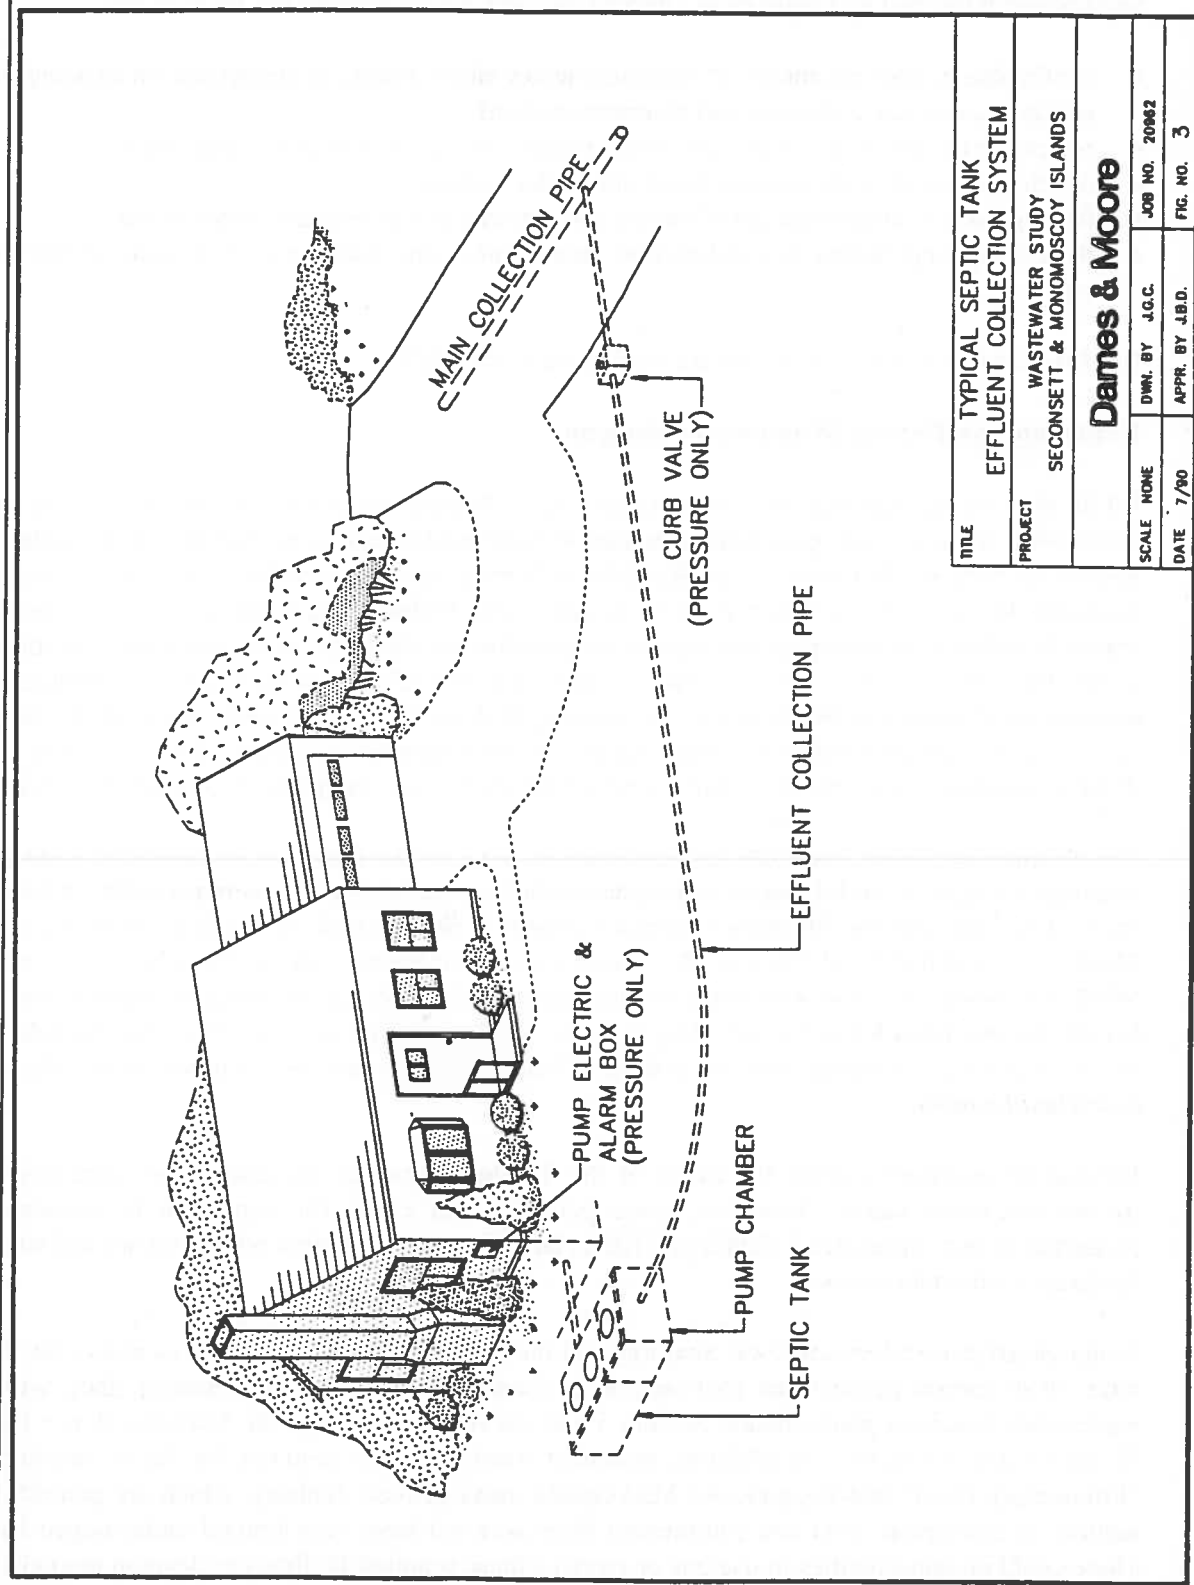 MAIN COLLECTION PIPE
CURB VALVE
(PRESSURE ONLY)
EFFLUENT COLLECTION PIPE
PUMP ELECTRIC &
ALARM BOX
(PRESSURE ONLY)
PUMP CHAMBER
SEPTIC TANK
TITLE TYPICAL SEPTIC TANK
EFFLUENT COLLECTION SYSTEM
PROJECT WASTEWATER STUDY
SECONSETT & MONOMOSCOY ISLANDS
Dames & Moore
SCALE NONE DWN. BY J.G.C. JOB NO. 20962
DATE 7/90 APPR. BY J.B.D. FIG. NO. 3